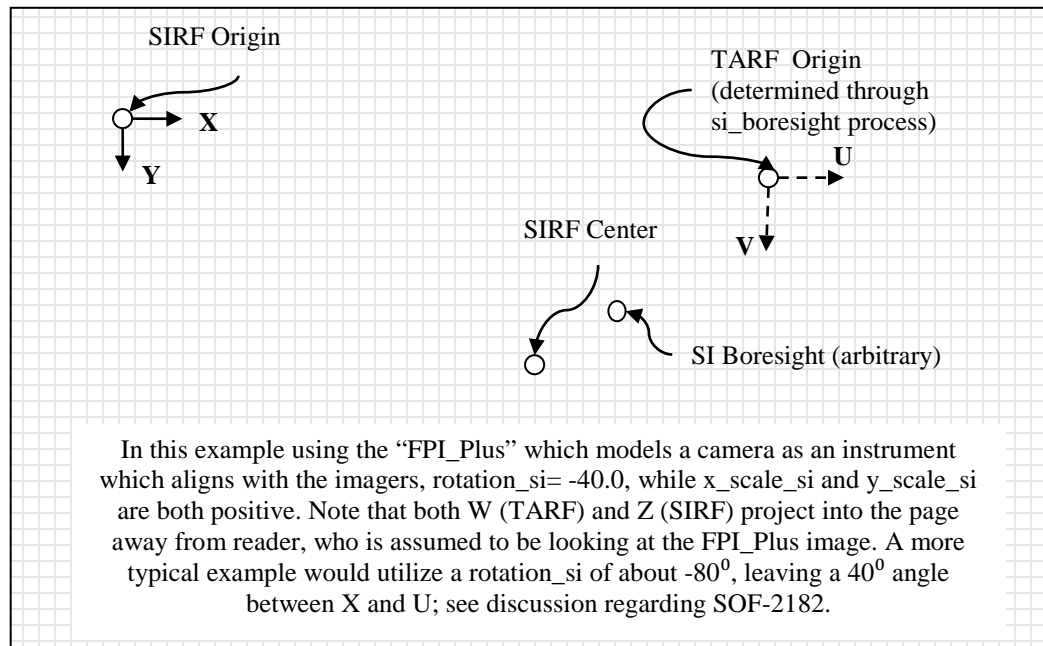 SIRF Origin
TARF Origin
(determined through
si_boresight process)
X
Y
U
V
SIRF Center
SI Boresight (arbitrary)
In this example using the “FPI_Plus” which models a camera as an instrument
which aligns with the imagers, rotation_si= -40.0, while x_scale_si and y_scale_si
are both positive. Note that both W (TARF) and Z (SIRF) project into the page
away from reader, who is assumed to be looking at the FPI_Plus image. A more
typical example would utilize a rotation_si of about -80⁰, leaving a 40⁰ angle
between X and U; see discussion regarding SOF-2182.